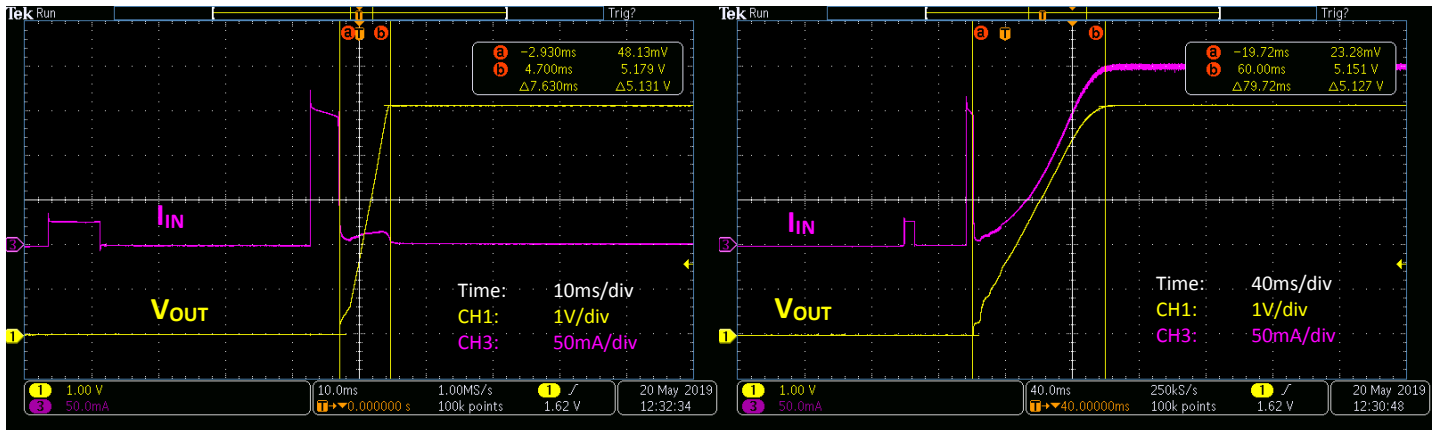 Tek Run
Trig?
a T b
a −2.930ms 48.13mV
b 4.700ms 5.179 V
Δ7.630ms Δ5.131 V
3
IIN
VOUT
1
Time: 10ms/div
CH1: 1V/div
CH3: 50mA/div
1 1.00 V
3 50.0mA
10.0ms 1.00MS/s 1 1.62 V
T→▼0.000000 s 100k points
20 May 2019
12:32:34
Tek Run
Trig?
a T b
a −19.72ms 23.28mV
b 60.00ms 5.151 V
Δ79.72ms Δ5.127 V
3
IIN
VOUT
1
Time: 40ms/div
CH1: 1V/div
CH3: 50mA/div
1 1.00 V
3 50.0mA
40.0ms 250kS/s 1 1.62 V
T→▼40.00000ms 100k points
20 May 2019
12:30:48